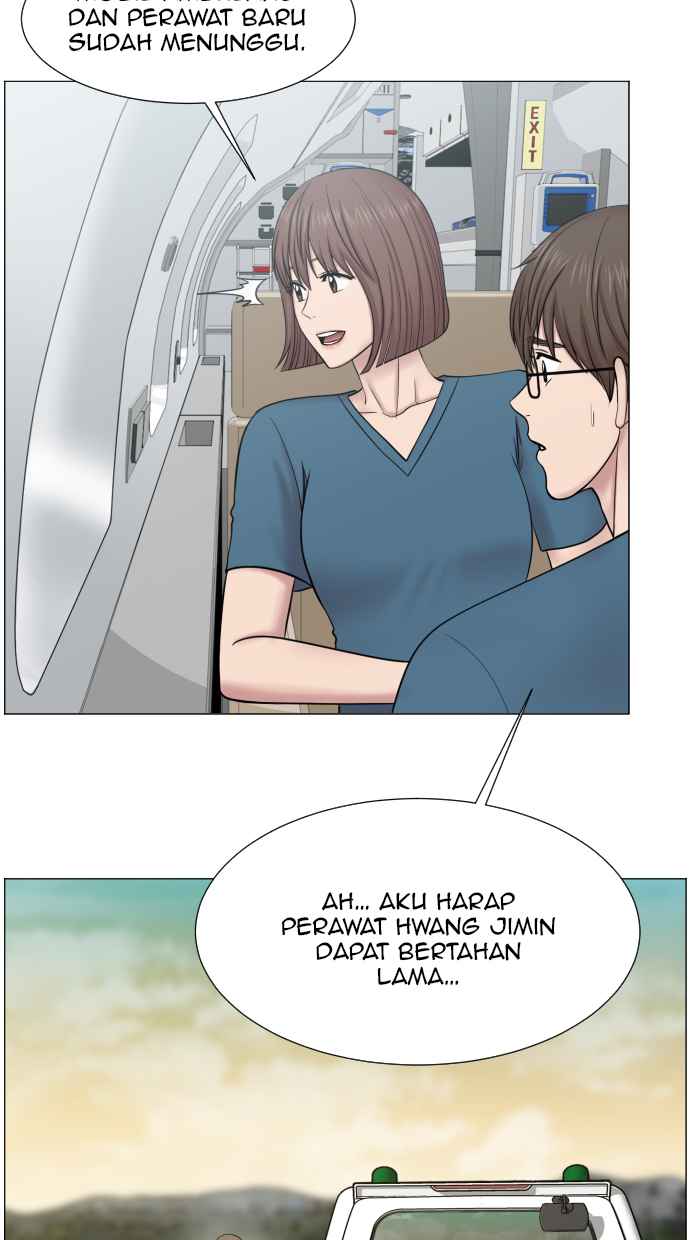 DAN PERAWAT BARU
SUDAH MENUNGGU.
EXIT
AH... AKU HARAP
PERAWAT HWANG JIMIN
DAPAT BERTAHAN
LAMA...